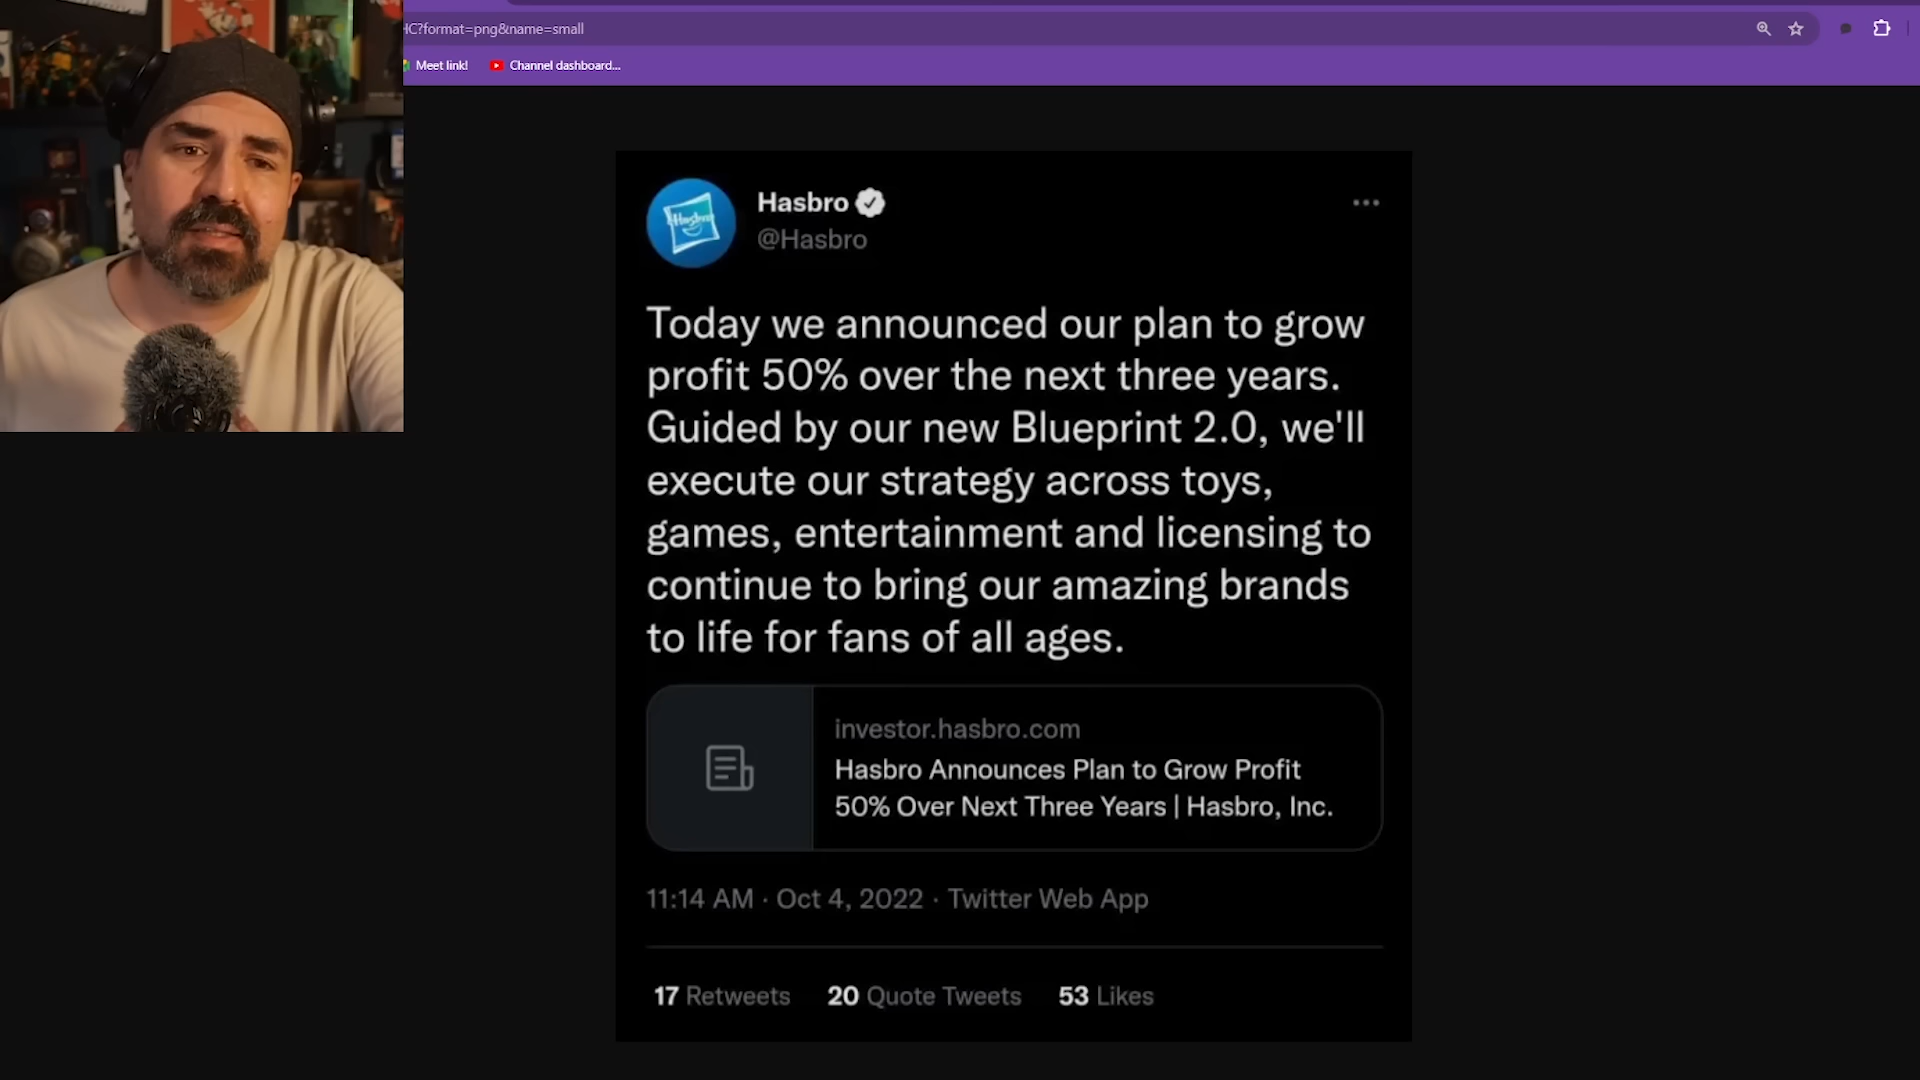 HC?format=png&name=small
Meet link!
Channel dashboard...
Hasbro
Hasbro
@Hasbro
Today we announced our plan to grow
profit 50% over the next three years.
Guided by our new Blueprint 2.0, we'll
execute our strategy across toys,
games, entertainment and licensing to
continue to bring our amazing brands
to life for fans of all ages.
investor.hasbro.com
Hasbro Announces Plan to Grow Profit
50% Over Next Three Years | Hasbro, Inc.
11:14 AM · Oct 4, 2022 · Twitter Web App
17 Retweets 20 Quote Tweets 53 Likes